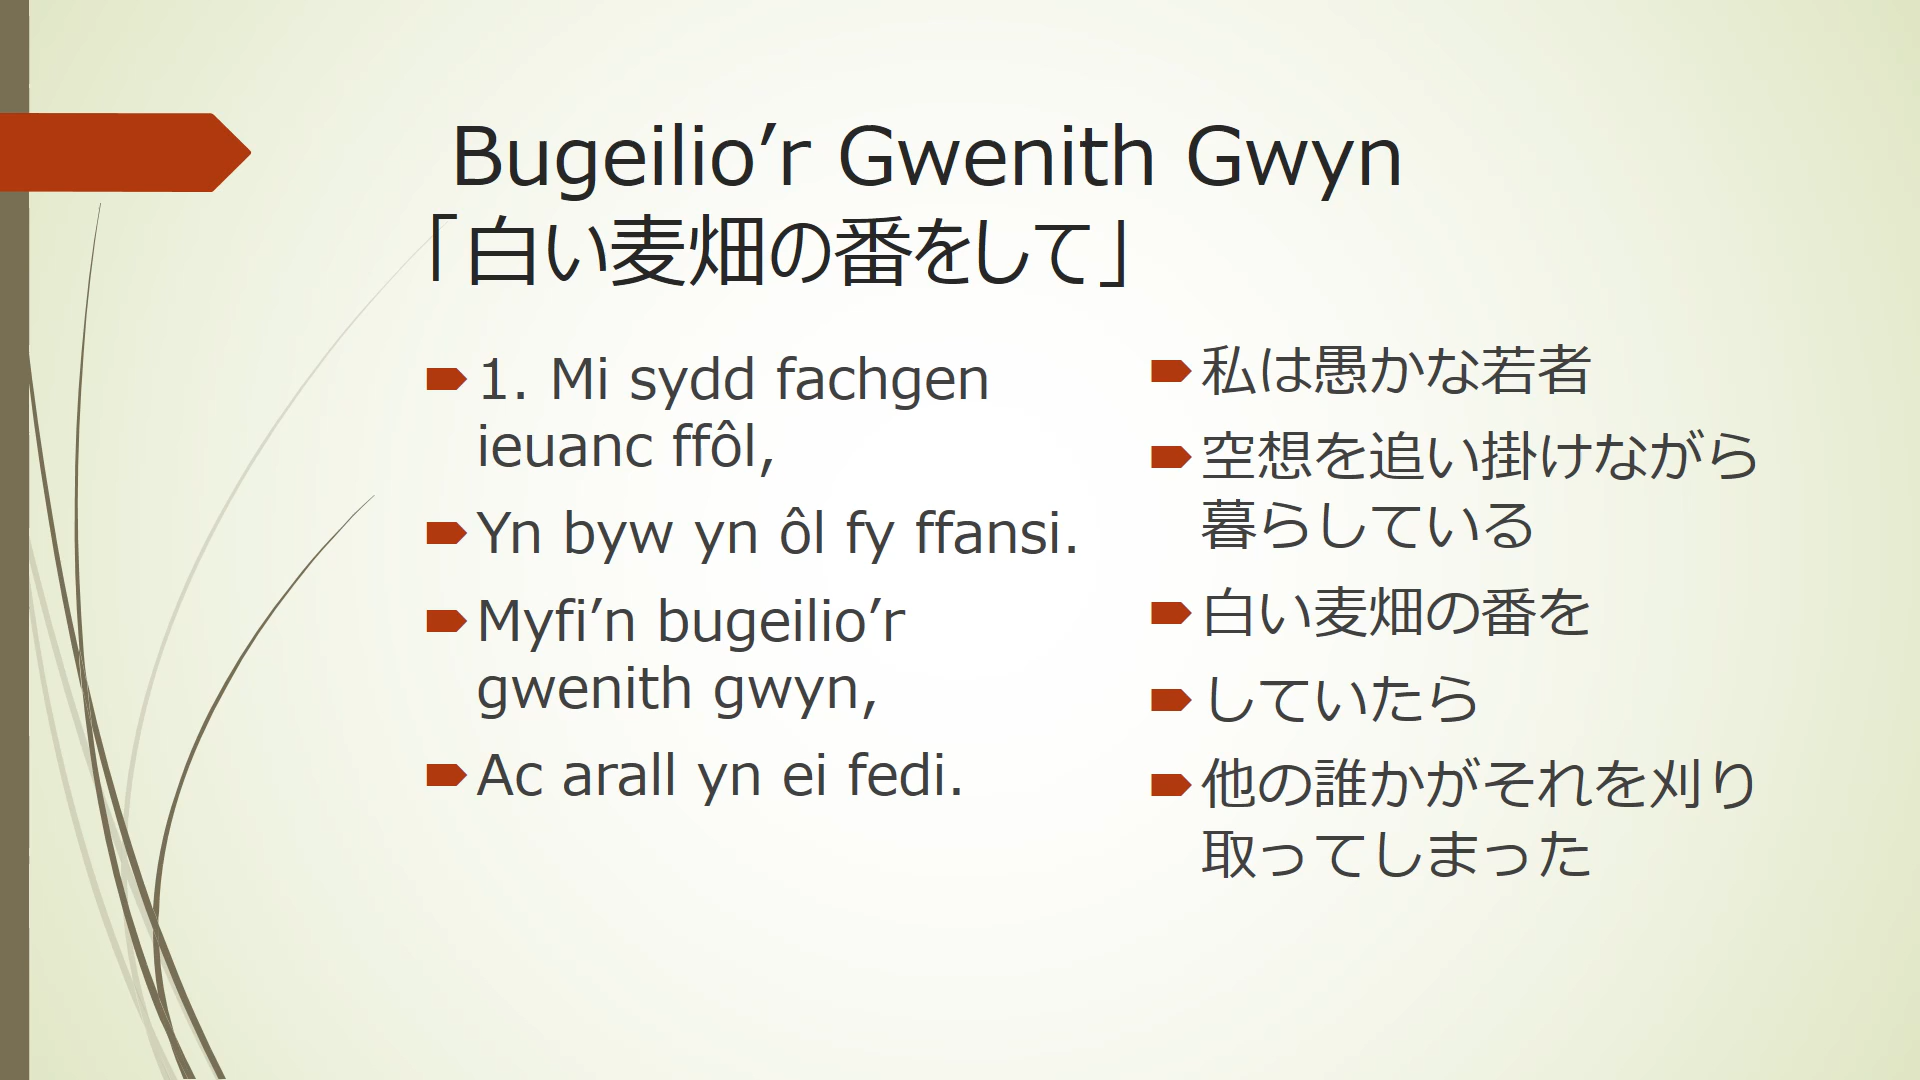 Bugeilio’r Gwenith Gwyn
「白い麦畑の番をして」
1. Mi sydd fachgen
ieuanc ffôl,
Yn byw yn ôl fy ffansi.
Myfi’n bugeilio’r
gwenith gwyn,
Ac arall yn ei fedi.
私は愚かな若者
空想を追い掛けながら
暮らしている
白い麦畑の番を
していたら
他の誰かがそれを刈り
取ってしまった